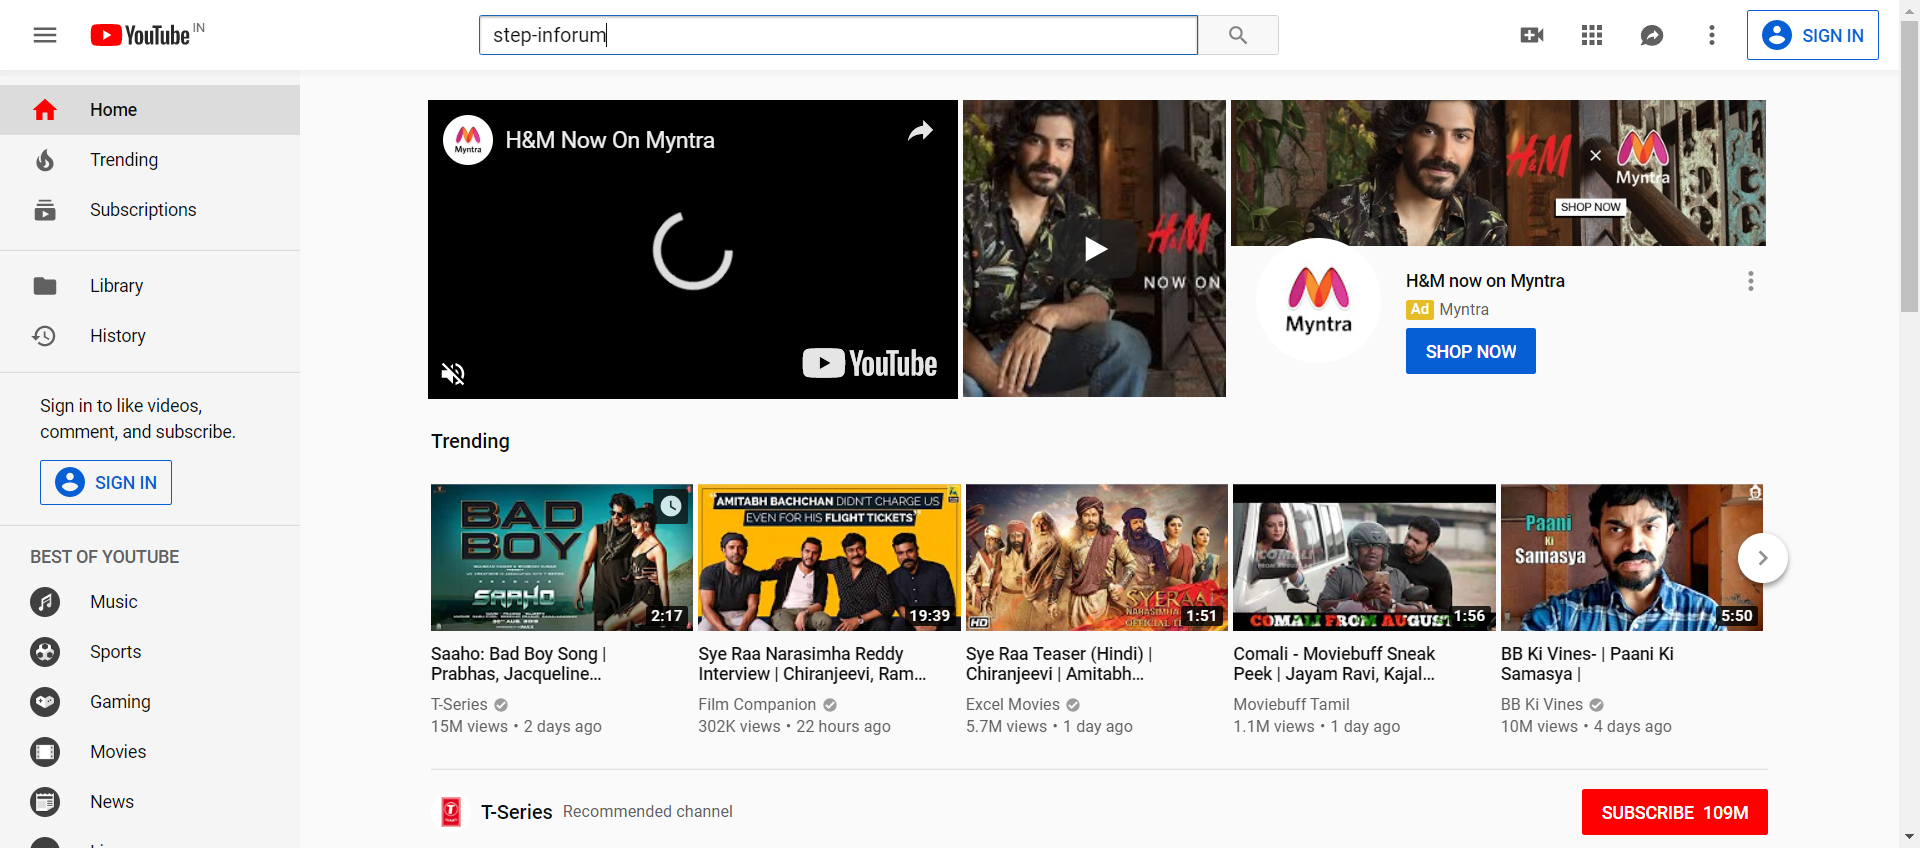 YouTube IN
step-inforum
SIGN IN
Home
Trending
Subscriptions
Library
History
Sign in to like videos,
comment, and subscribe.
SIGN IN
BEST OF YOUTUBE
Music
Sports
Gaming
Movies
News
Myntra
H&M Now On Myntra
YouTube
H&M
NOW ON
H&M × Myntra
SHOP NOW
Myntra
H&M now on Myntra
Ad Myntra
SHOP NOW
Trending
BAD
BOY
SAAHO
2:17
Saaho: Bad Boy Song |
Prabhas, Jacqueline...
T-Series
15M views • 2 days ago
"AMITABH BACHCHAN DIDN'T CHARGE US
EVEN FOR HIS FLIGHT TICKETS"
19:39
Sye Raa Narasimha Reddy
Interview | Chiranjeevi, Ram...
Film Companion
302K views • 22 hours ago
SYERAA
HD
1:51
Sye Raa Teaser (Hindi) |
Chiranjeevi | Amitabh...
Excel Movies
5.7M views • 1 day ago
COMALI
COMALI FROM AUGUST
1:56
Comali - Moviebuff Sneak
Peek | Jayam Ravi, Kajal...
Moviebuff Tamil
1.1M views • 1 day ago
Paani
Ki
Samasya
5:50
BB Ki Vines- | Paani Ki
Samasya |
BB Ki Vines
10M views • 4 days ago
T-Series Recommended channel
SUBSCRIBE 109M